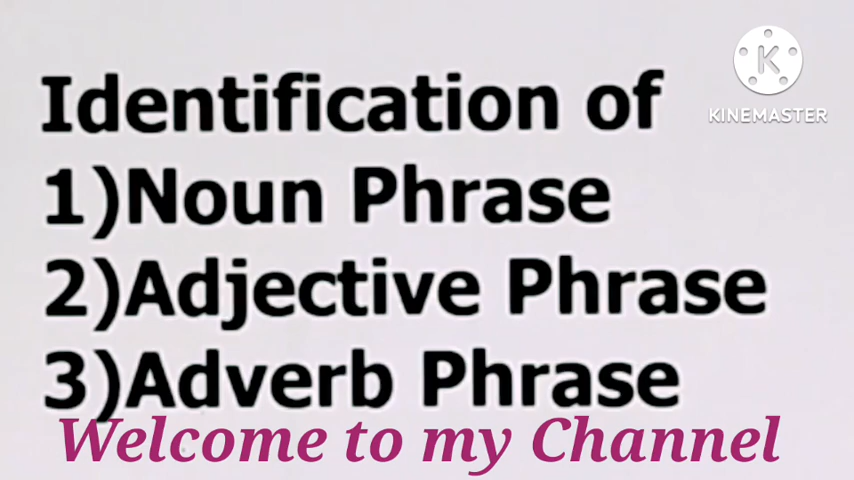 Identification of
1)Noun Phrase
2)Adjective Phrase
3)Adverb Phrase
Welcome to my Channel
KINEMASTER